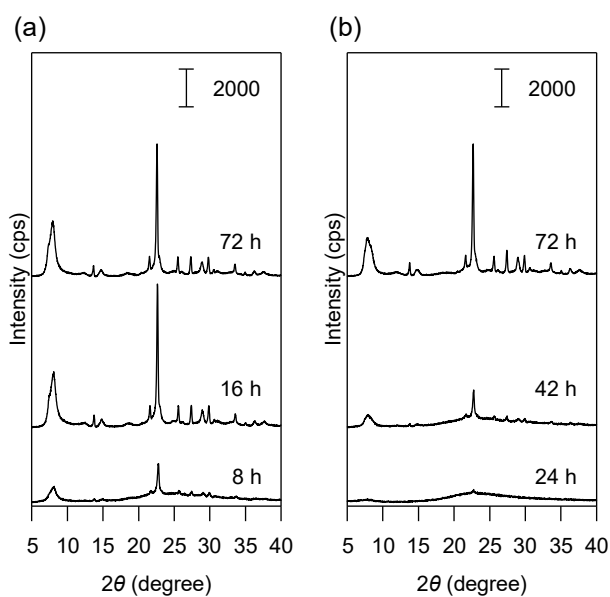 (a)
2000
72 h
16 h
8 h
Intensity (cps)
5 10 15 20 25 30 35 40
2θ (degree)
(b)
2000
72 h
42 h
24 h
Intensity (cps)
5 10 15 20 25 30 35 40
2θ (degree)